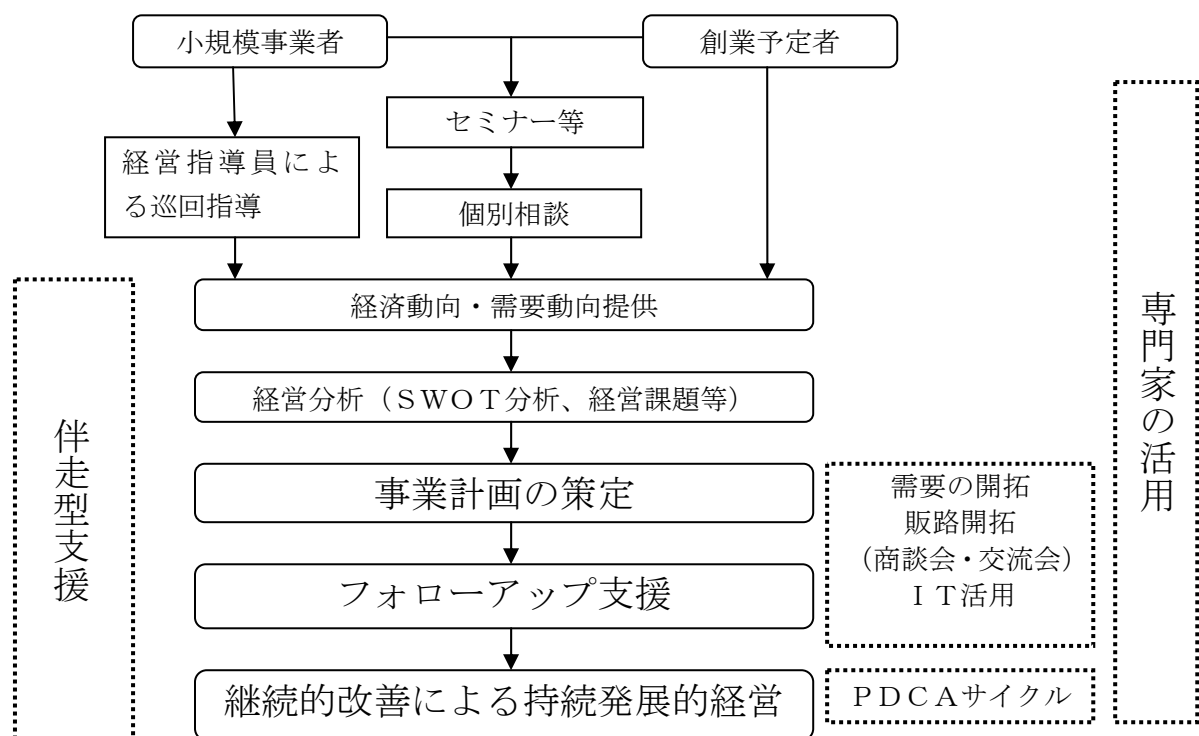 小規模事業者
創業予定者
セミナー等
経営指導員によ
る巡回指導
個別相談
経済動向・需要動向提供
経営分析（ＳＷＯＴ分析、経営課題等）
事業計画の策定
フォローアップ支援
継続的改善による持続発展的経営
伴走型支援
需要の開拓
販路開拓
（商談会・交流会）
ＩＴ活用
ＰＤＣＡサイクル
専門家の活用